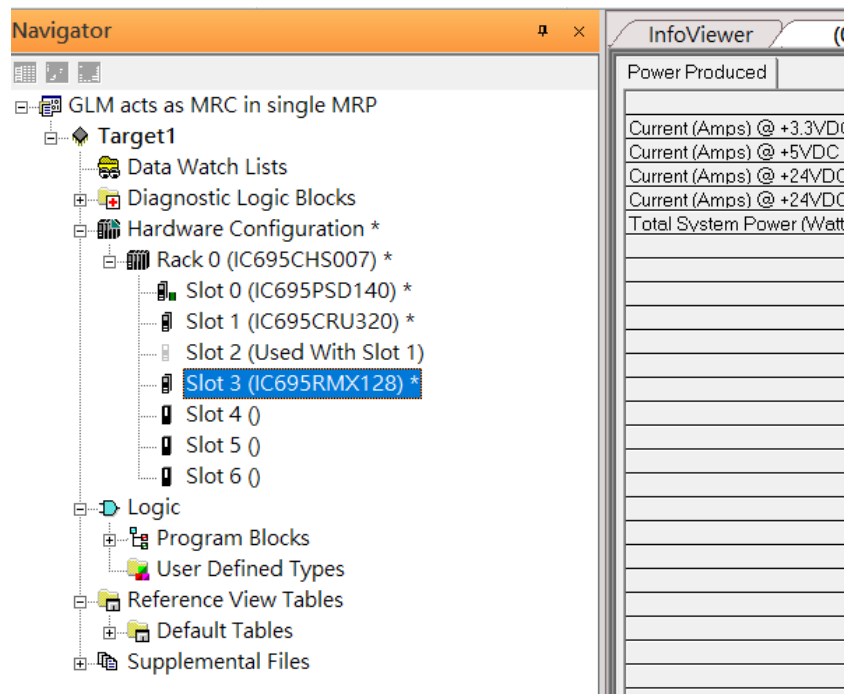 Navigator
GLM acts as MRC in single MRP
Target1
Data Watch Lists
Diagnostic Logic Blocks
Hardware Configuration *
Rack 0 (IC695CHS007) *
Slot 0 (IC695PSD140) *
Slot 1 (IC695CRU320) *
Slot 2 (Used With Slot 1)
Slot 3 (IC695RMX128) *
Slot 4 ()
Slot 5 ()
Slot 6 ()
Logic
Program Blocks
User Defined Types
Reference View Tables
Default Tables
Supplemental Files
InfoViewer (
Power Produced
Current (Amps) @ +3.3VD
Current (Amps) @ +5VDC
Current (Amps) @ +24VD
Current (Amps) @ +24VD
Total System Power (Watt